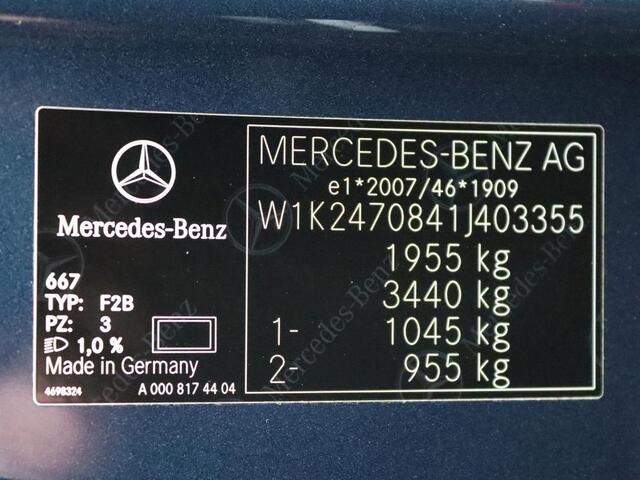 Mercedes-Benz
667
TYP: F2B
PZ: 3
1,0 %
Made in Germany
4698324 A 000 817 44 04
MERCEDES-BENZ AG
e1*2007/46*1909
W1K2470841J403355
1955 kg
3440 kg
1- 1045 kg
2- 955 kg